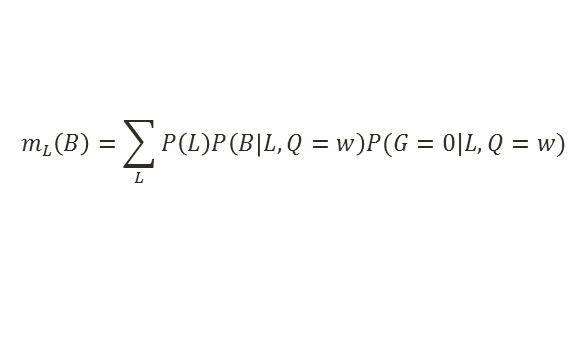 m_L(B) = ∑_L P(L)P(B|L, Q = w)P(G = 0|L, Q = w)